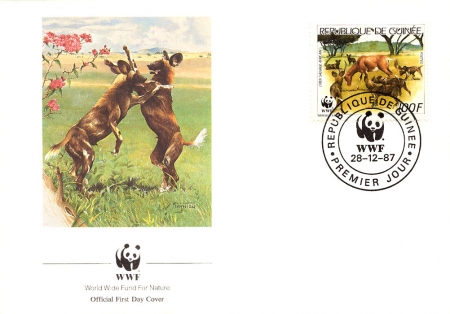 REPUBLIQUE DE GUINÉE
WWF
100F
REPUBLIQUE DE GUINEE
WWF
28-12-87
PREMIER JOUR
WWF
World Wide Fund For Nature
Official First Day Cover